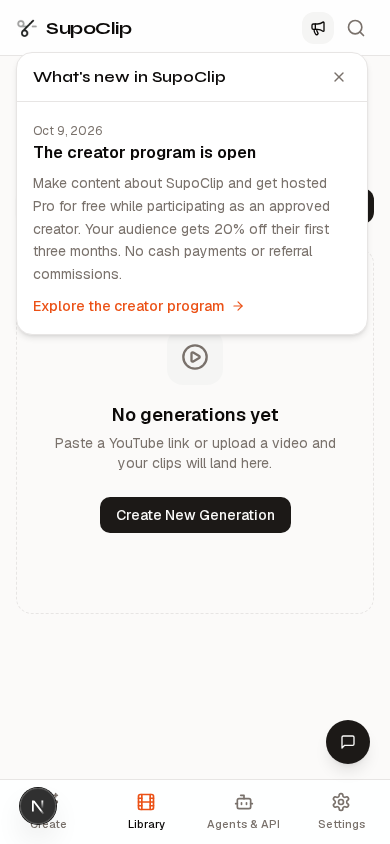 SupoClip
What's new in SupoClip
Oct 9, 2026
The creator program is open
Make content about SupoClip and get hosted
Pro for free while participating as an approved
creator. Your audience gets 20% off their first
three months. No cash payments or referral
commissions.
Explore the creator program →
No generations yet
Paste a YouTube link or upload a video and
your clips will land here.
Create New Generation
N
Create
Library
Agents & API
Settings